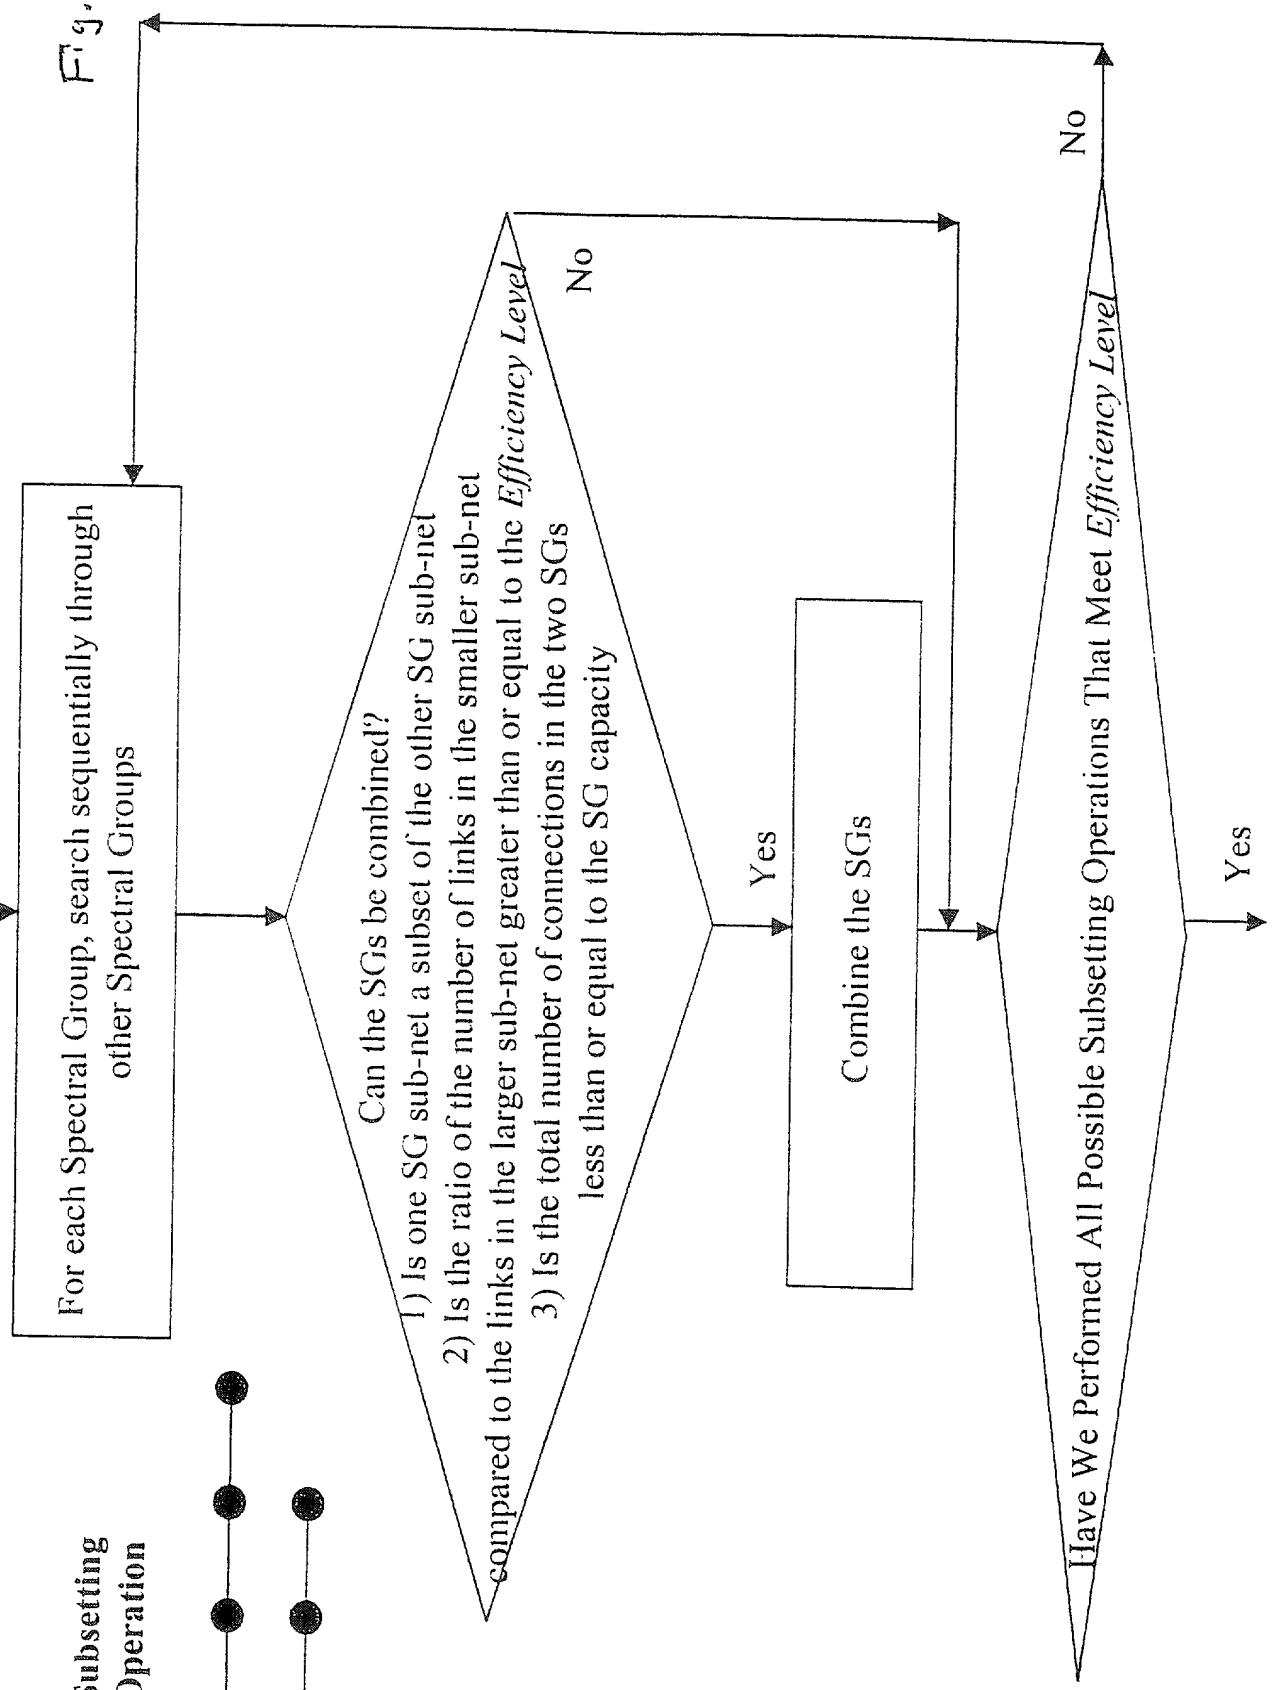 Fig.
Subsetting
Operation
For each Spectral Group, search sequentially through
other Spectral Groups
Can the SGs be combined?
1) Is one SG sub-net a subset of the other SG sub-net
2) Is the ratio of the number of links in the smaller sub-net
compared to the links in the larger sub-net greater than or equal to the Efficiency Level
3) Is the total number of connections in the two SGs
less than or equal to the SG capacity
No
Yes
Combine the SGs
Have We Performed All Possible Subsetting Operations That Meet Efficiency Level
No
Yes